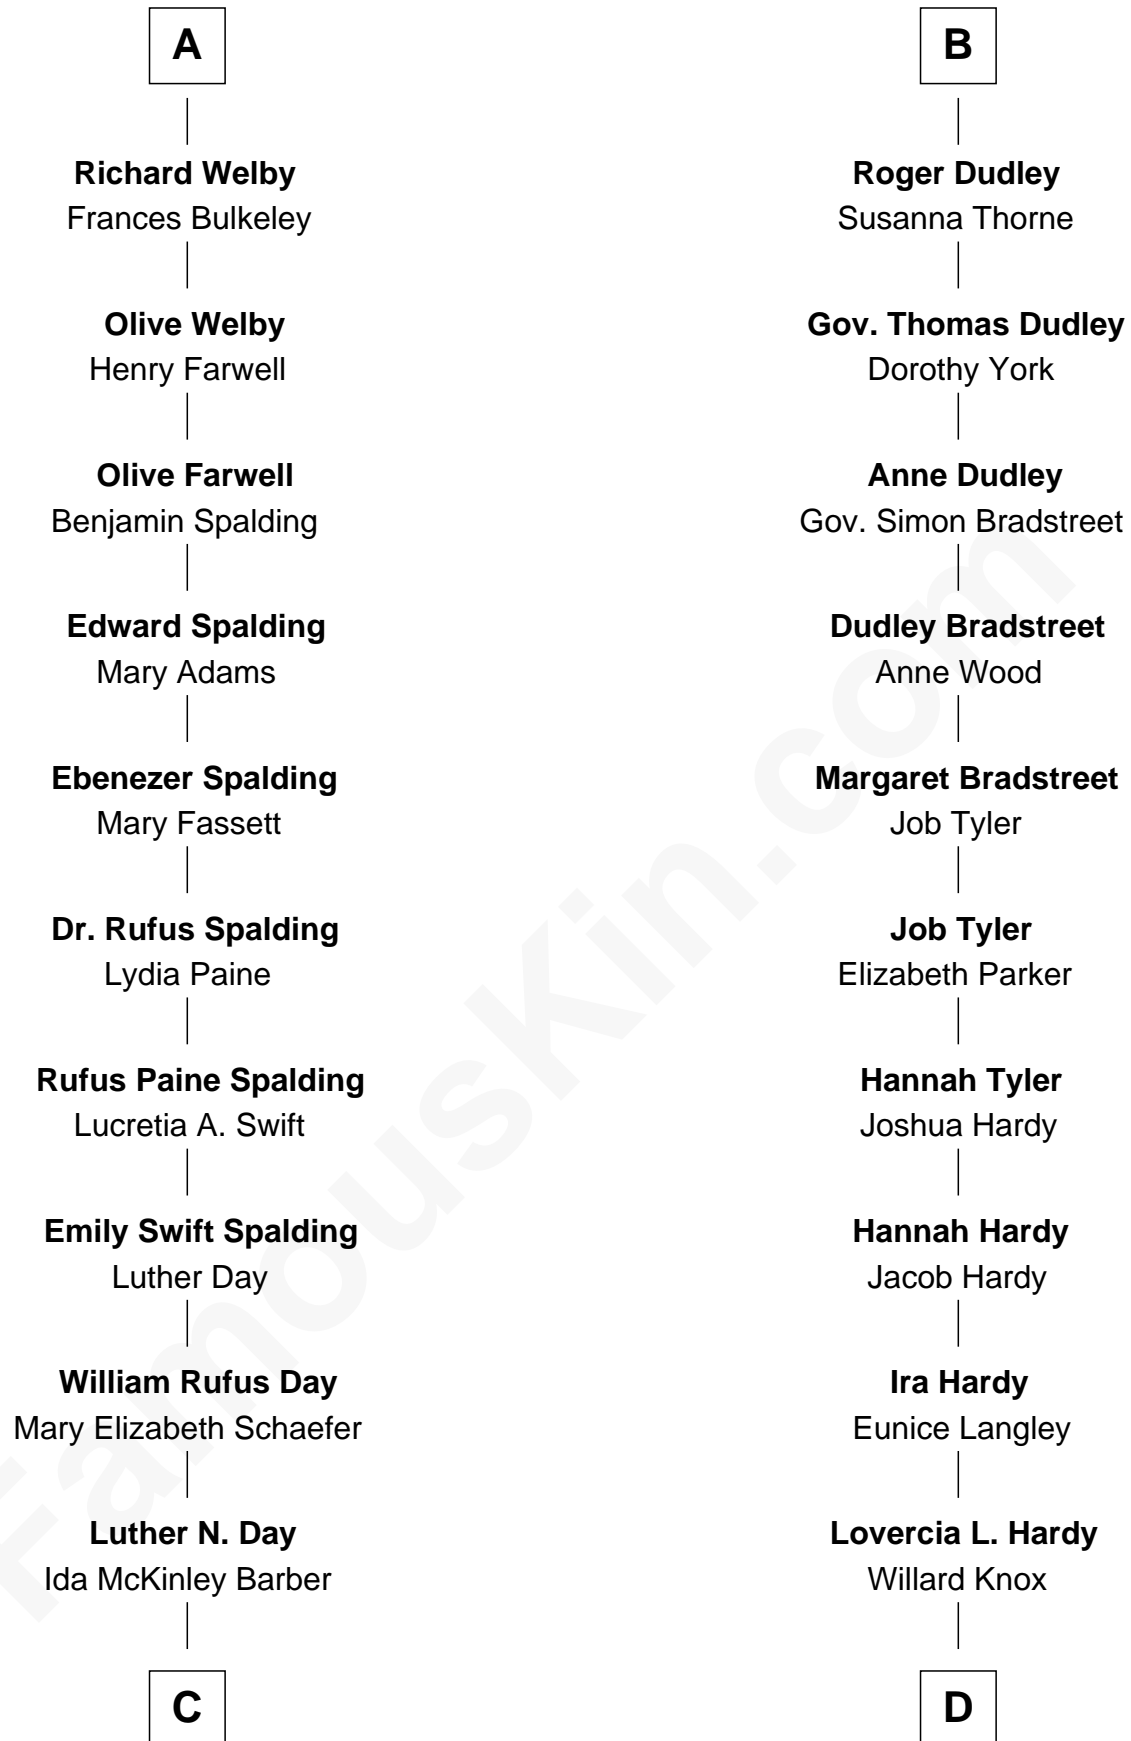 A
Richard Welby
Frances Bulkeley
Olive Welby
Henry Farwell
Olive Farwell
Benjamin Spalding
Edward Spalding
Mary Adams
Ebenezer Spalding
Mary Fassett
Dr. Rufus Spalding
Lydia Paine
Rufus Paine Spalding
Lucretia A. Swift
Emily Swift Spalding
Luther Day
William Rufus Day
Mary Elizabeth Schaefer
Luther N. Day
Ida McKinley Barber
C
B
Roger Dudley
Susanna Thorne
Gov. Thomas Dudley
Dorothy York
Anne Dudley
Gov. Simon Bradstreet
Dudley Bradstreet
Anne Wood
Margaret Bradstreet
Job Tyler
Job Tyler
Elizabeth Parker
Hannah Tyler
Joshua Hardy
Hannah Hardy
Jacob Hardy
Ira Hardy
Eunice Langley
Lovercia L. Hardy
Willard Knox
D
FamousKin.com